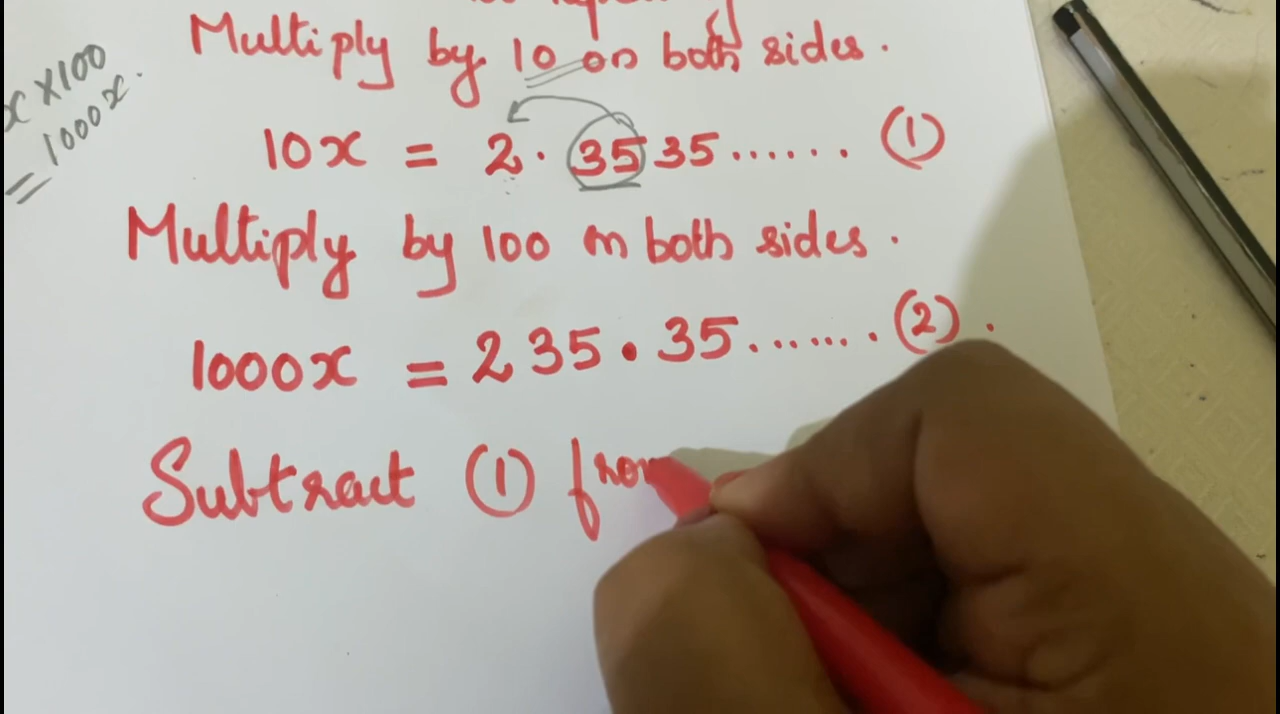 Multiply by 10 on both sides.
x × 100
= 1000x.
10x = 2.3535...... (1)
Multiply by 100 on both sides.
1000x = 235.35....... (2).
Subtract (1) from